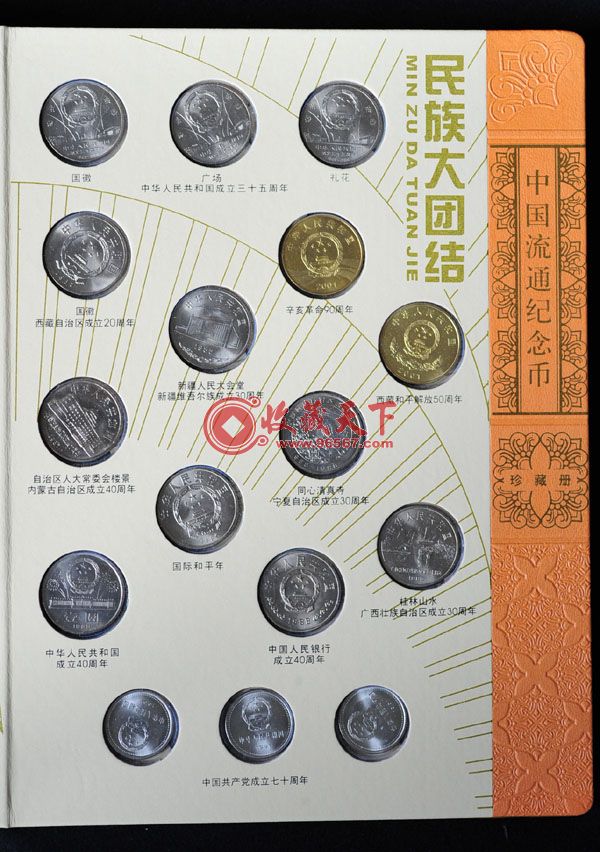 民族大团结
MIN ZU DA TUAN JIE
中国流通纪念币
珍藏册
国徽
广场
礼花
中华人民共和国成立三十五周年
国徽
西藏自治区成立20周年
辛亥革命90周年
2001
新疆人民大会堂
新疆维吾尔族成立30周年
西藏和平解放50周年
收藏天下
www.96567.com
自治区人大常委会楼景
内蒙古自治区成立40周年
同心清真寺
宁夏自治区成立30周年
国际和平年
桂林山水
广西壮族自治区成立30周年
中华人民共和国
成立40周年
中国人民银行
成立40周年
中国共产党成立七十周年